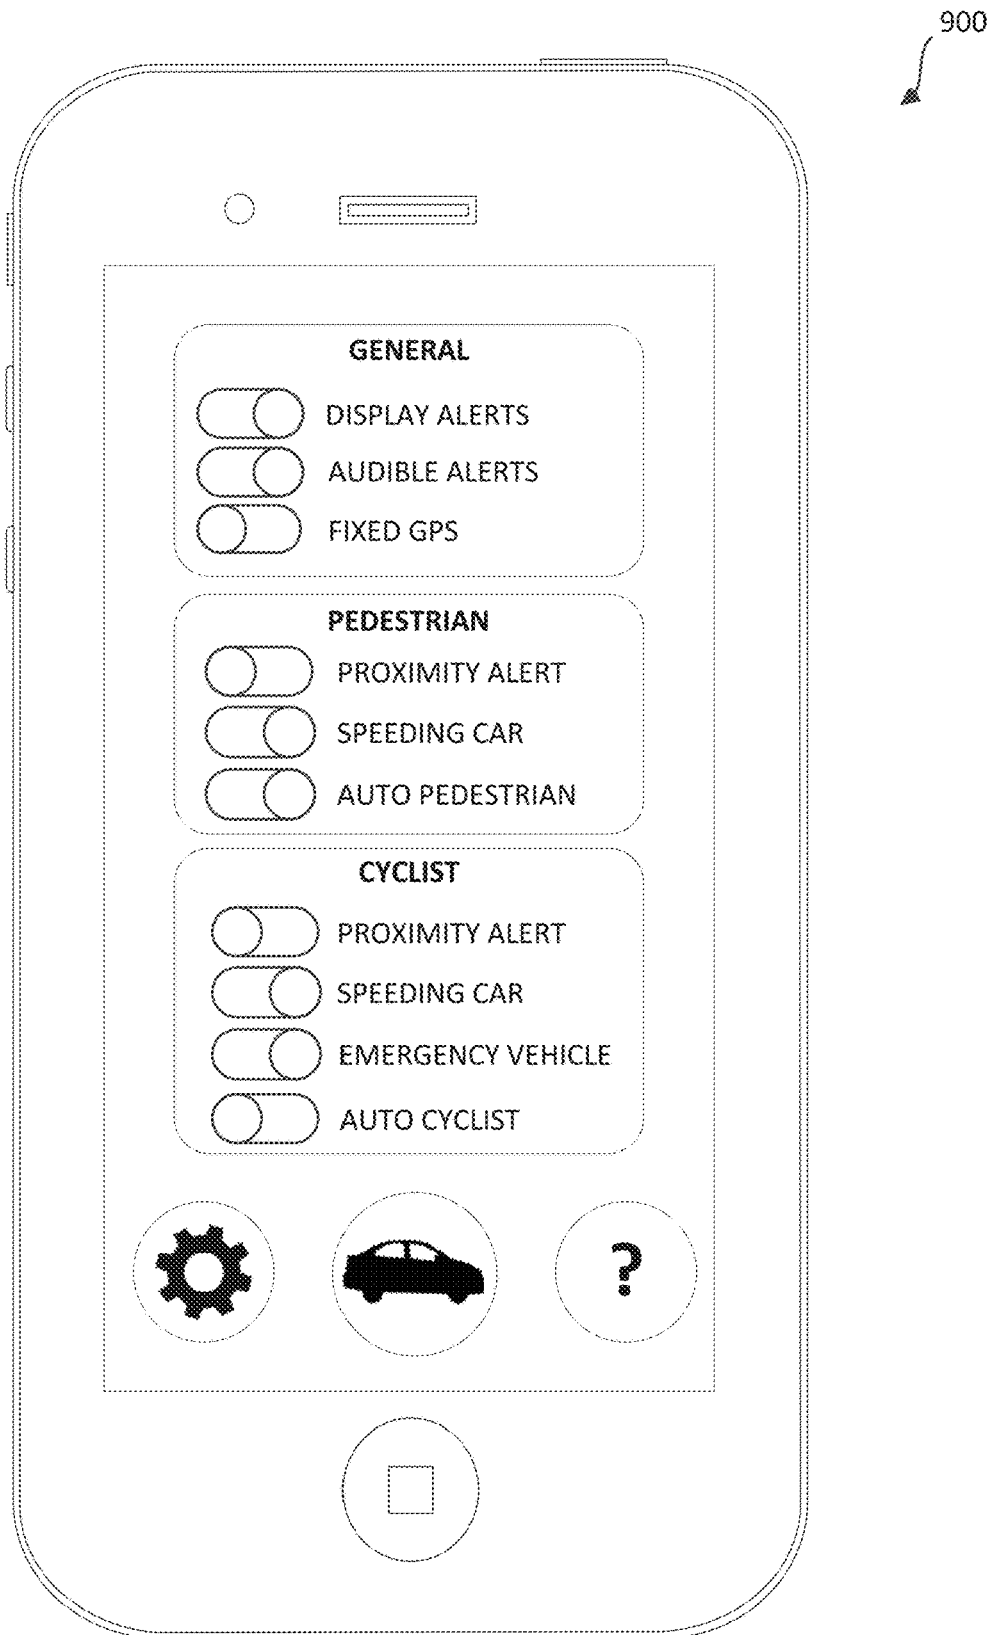 900
GENERAL
DISPLAY ALERTS
AUDIBLE ALERTS
FIXED GPS
PEDESTRIAN
PROXIMITY ALERT
SPEEDING CAR
AUTO PEDESTRIAN
CYCLIST
PROXIMITY ALERT
SPEEDING CAR
EMERGENCY VEHICLE
AUTO CYCLIST
?